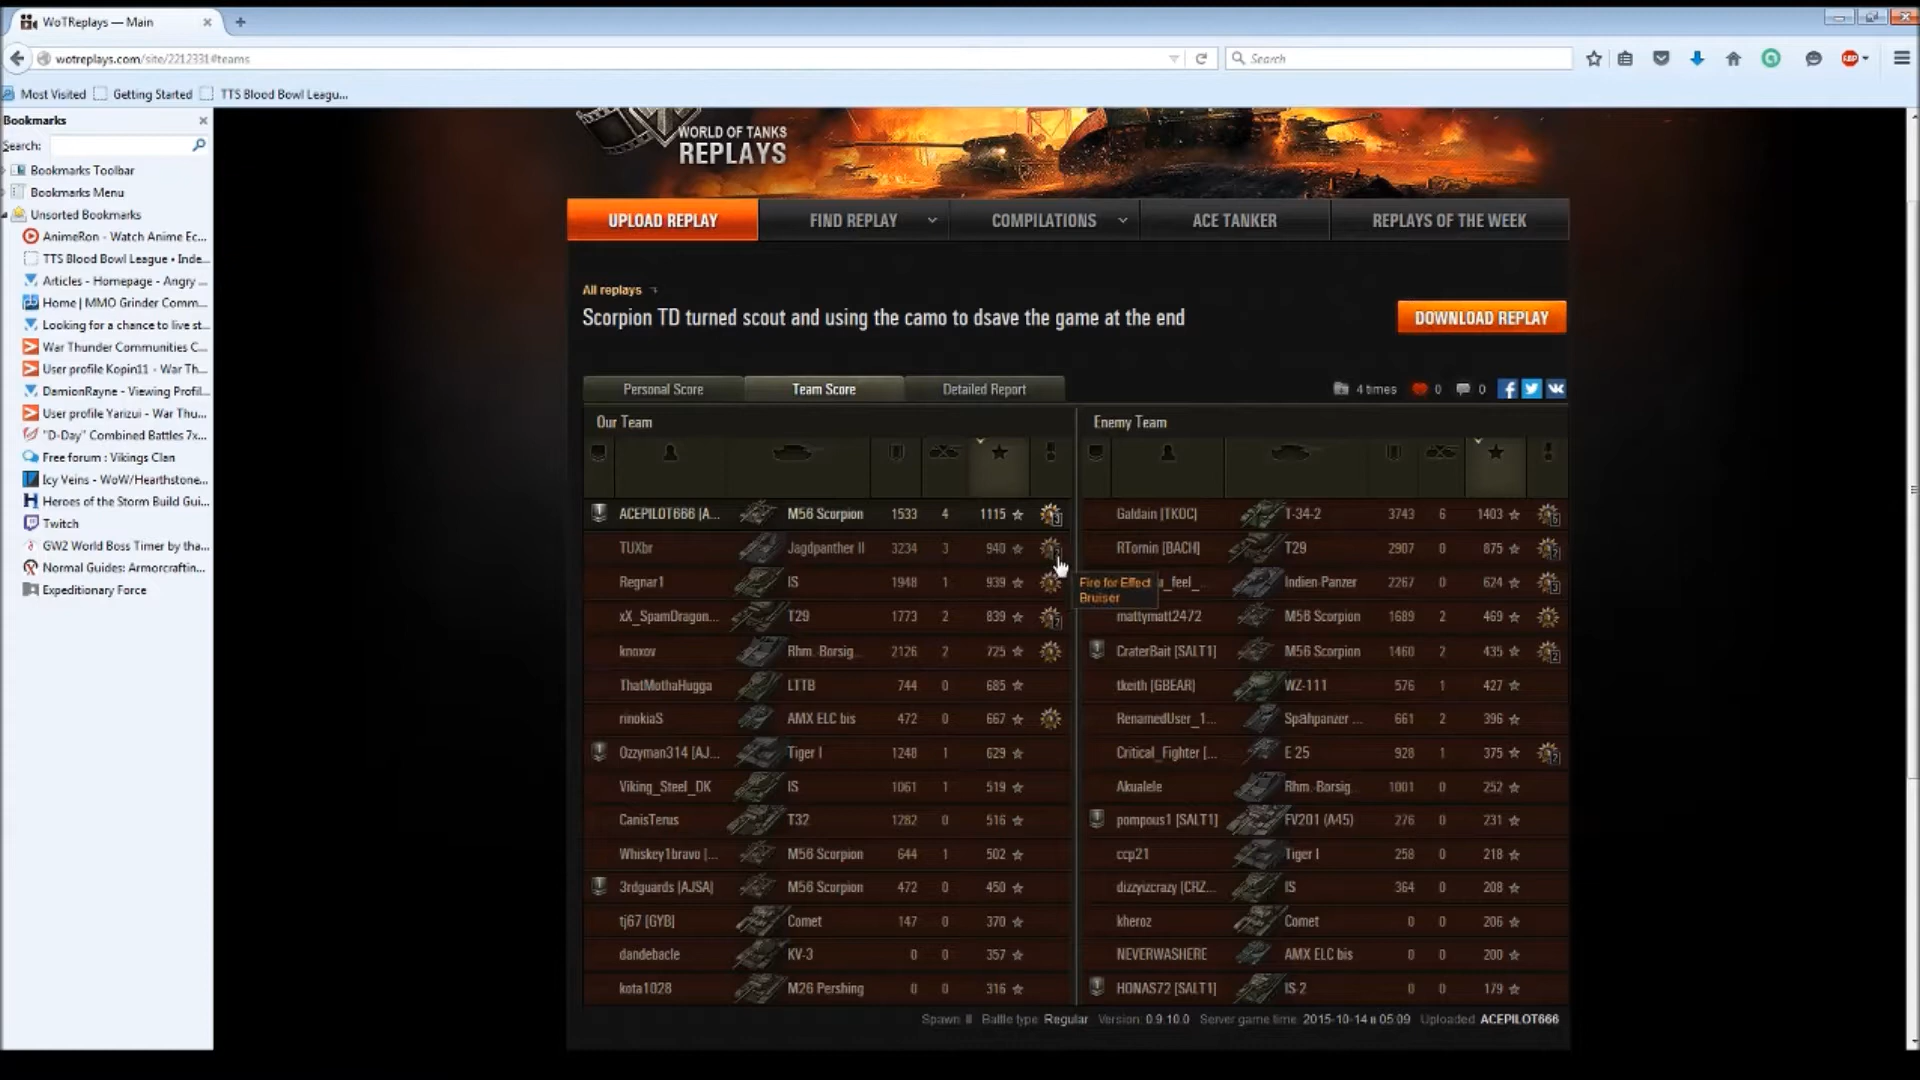 WoTReplays — Main
wotreplays.com/site/2212331#teams
Search
Most Visited Getting Started TTS Blood Bowl Leagu...
Bookmarks
Search:
Bookmarks Toolbar
Bookmarks Menu
Unsorted Bookmarks
AnimeRon - Watch Anime Ec...
TTS Blood Bowl League • Inde...
Articles - Homepage - Angry ...
Home | MMO Grinder Comm...
Looking for a chance to live st...
War Thunder Communities C...
User profile Kopin11 - War Th...
DamionRayne - Viewing Profil...
User profile Yarizui - War Thu...
"D-Day" Combined Battles 7x...
Free forum : Vikings Clan
Icy Veins - WoW/Hearthstone...
Heroes of the Storm Build Gui...
Twitch
GW2 World Boss Timer by tha...
Normal Guides: Armorcraftin...
Expeditionary Force
WORLD OF TANKS
REPLAYS
UPLOAD REPLAY FIND REPLAY COMPILATIONS ACE TANKER REPLAYS OF THE WEEK
All replays
Scorpion TD turned scout and using the camo to dsave the game at the end
DOWNLOAD REPLAY
Personal Score Team Score Detailed Report 4 times 0 0
Our Team
ACEPILOT666 [A... M56 Scorpion 1533 4 1115 3
TUXbr Jagdpanther II 3234 3 940 2
Regnar1 IS 1948 1 939
xX_SpamDragon... T29 1773 2 839 2
knoxov Rhm.-Borsig... 2126 2 725
ThatMothaHugga LTTB 744 0 685
rinokiaS AMX ELC bis 472 0 667
Ozzyman314 [AJ... Tiger I 1248 1 629
Viking_Steel_DK IS 1061 1 519
CanisTerus T32 1282 0 516
Whiskey1bravo [... M56 Scorpion 644 1 502
3rdguards [AJSA] M56 Scorpion 472 0 450
tj67 [GYB] Comet 147 0 370
dandebacle KV-3 0 0 357
kota1028 M26 Pershing 0 0 316
Fire for Effect
Bruiser
Enemy Team
Galdain [TKOC] T-34-2 3743 6 1403 5
RTornin [BACH] T29 2907 0 875 2
u_feel_... Indien-Panzer 2267 0 624 3
mattymatt2472 M56 Scorpion 1689 2 469
CraterBait [SALT1] M56 Scorpion 1460 2 435 2
tkeith [GBEAR] WZ-111 576 1 427
RenamedUser_1... Spähpanzer ... 661 2 396
Critical_Fighter [... E 25 928 1 375 2
Akualele Rhm.-Borsig... 1001 0 252
pompous1 [SALT1] FV201 (A45) 276 0 231
ccp21 Tiger I 258 0 218
dizzyizcrazy [CRZ... IS 364 0 208
kheroz Comet 0 0 206
NEVERWASHERE AMX ELC bis 0 0 200
HONAS72 [SALT1] IS-2 0 0 179
Spawn: II Battle type: Regular Version: 0.9.10.0 Server game time: 2015-10-14 в 05:09 Uploaded ACEPILOT666